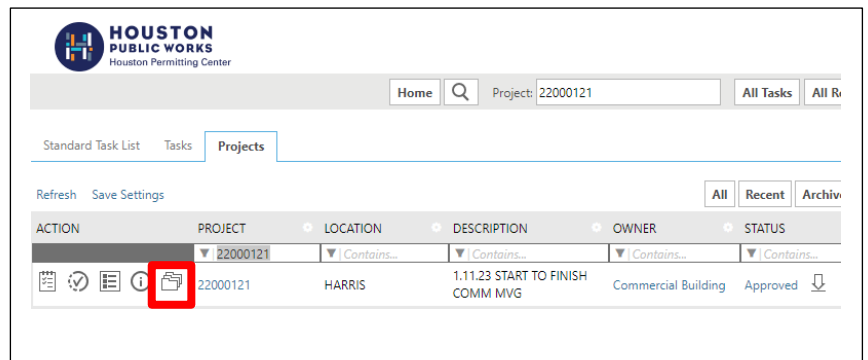 HOUSTON
PUBLIC WORKS
Houston Permitting Center
Home Project: 22000121 All Tasks All
Standard Task List Tasks Projects
Refresh Save Settings All Recent
ACTION PROJECT LOCATION DESCRIPTION OWNER STATUS
22000121 Contains... Contains... Contains... Contains...
22000121 HARRIS 1.11.23 START TO FINISH Commercial Building Approved
COMM MVG